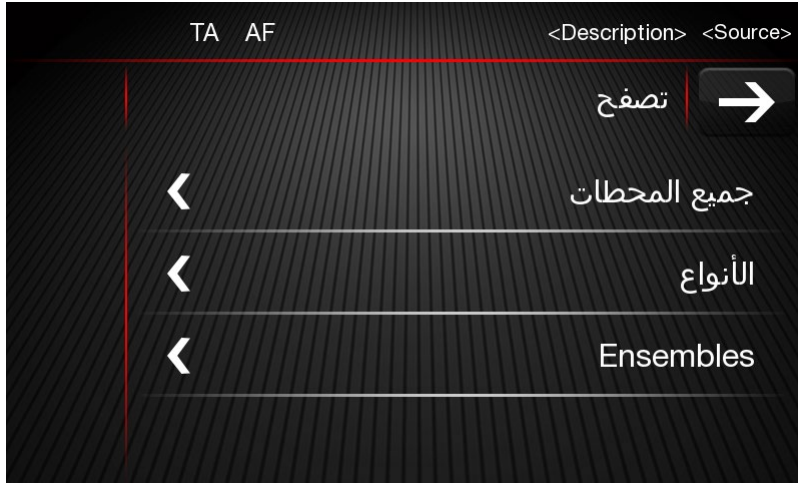 TA AF <Description> <Source>
تصفح
جميع المحطات
الأنواع
Ensembles